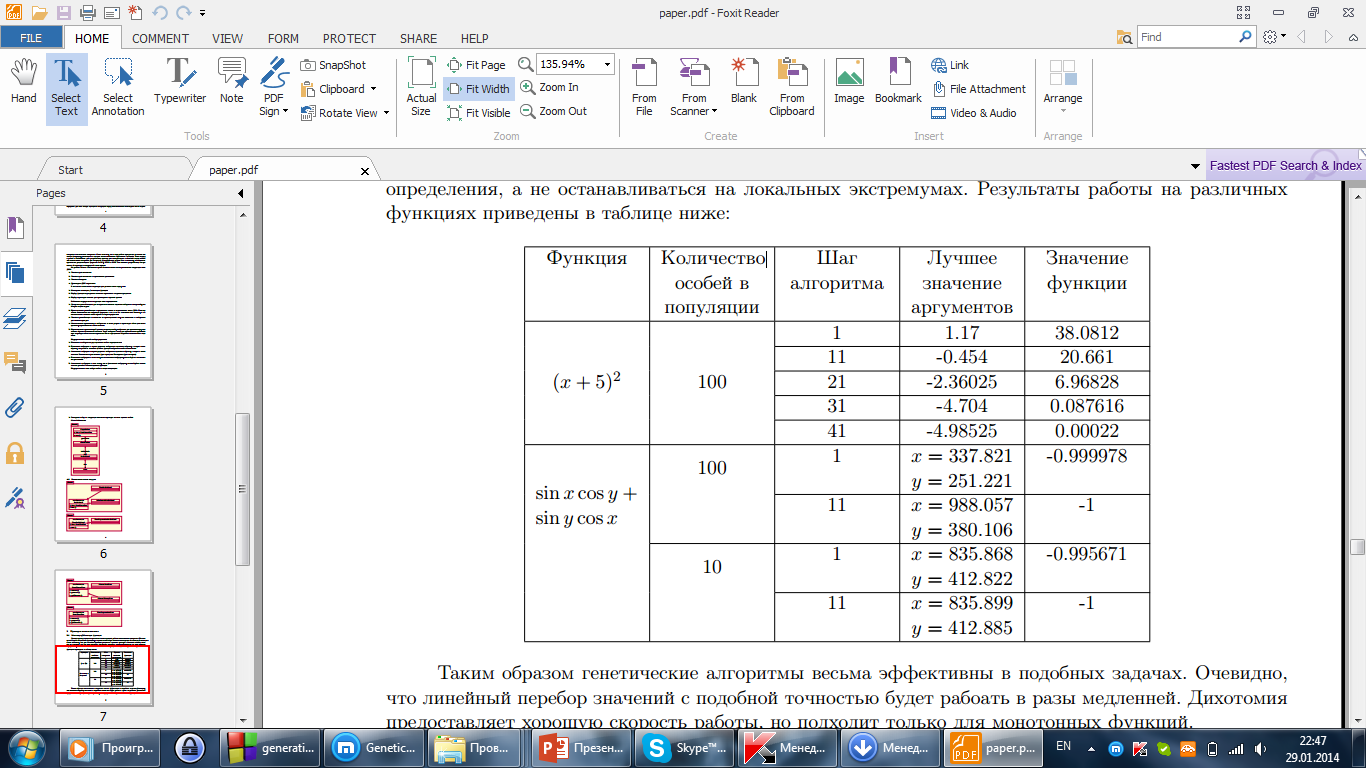 paper.pdf - Foxit Reader
FILE
HOME
COMMENT
VIEW
FORM
PROTECT
SHARE
HELP
Find
Hand
Select
Text
Select
Annotation
Typewriter
Note
PDF
Sign
SnapShot
Clipboard
Rotate View
Tools
Actual
Size
Fit Page
Fit Width
Fit Visible
135.94%
Zoom In
Zoom Out
Zoom
From
File
From
Scanner
Blank
From
Clipboard
Create
Image
Bookmark
Link
File Attachment
Video & Audio
Insert
Arrange
Arrange
Start
paper.pdf
Fastest PDF Search & Index
Pages
4
5
6
7
определения, а не останавливаться на локальных экстремумах. Результаты работы на различных
функциях приведены в таблице ниже:
Функция
Количество
особей в
популяции
Шаг
алгоритма
Лучшее
значение
аргументов
Значение
функции
(x + 5)²
100
1 1.17 38.0812
11 -0.454 20.661
21 -2.36025 6.96828
31 -4.704 0.087616
41 -4.98525 0.00022
sin x cos y +
sin y cos x
100
1 x = 337.821 -0.999978
y = 251.221
11 x = 988.057 -1
y = 380.106
10
1 x = 835.868 -0.995671
y = 412.822
11 x = 835.899 -1
y = 412.885
Таким образом генетические алгоритмы весьма эффективны в подобных задачах. Очевидно,
что линейный перебор значений с подобной точностью будет рабоать в разы медленней. Дихотомия
предоставляет хорошую скорость работы, но подходит только для монотонных функций.
Проигр...
generati...
Genetic...
Пров...
Презен...
Skype™...
Менед...
Менед...
paper.p...
EN
22:47
29.01.2014